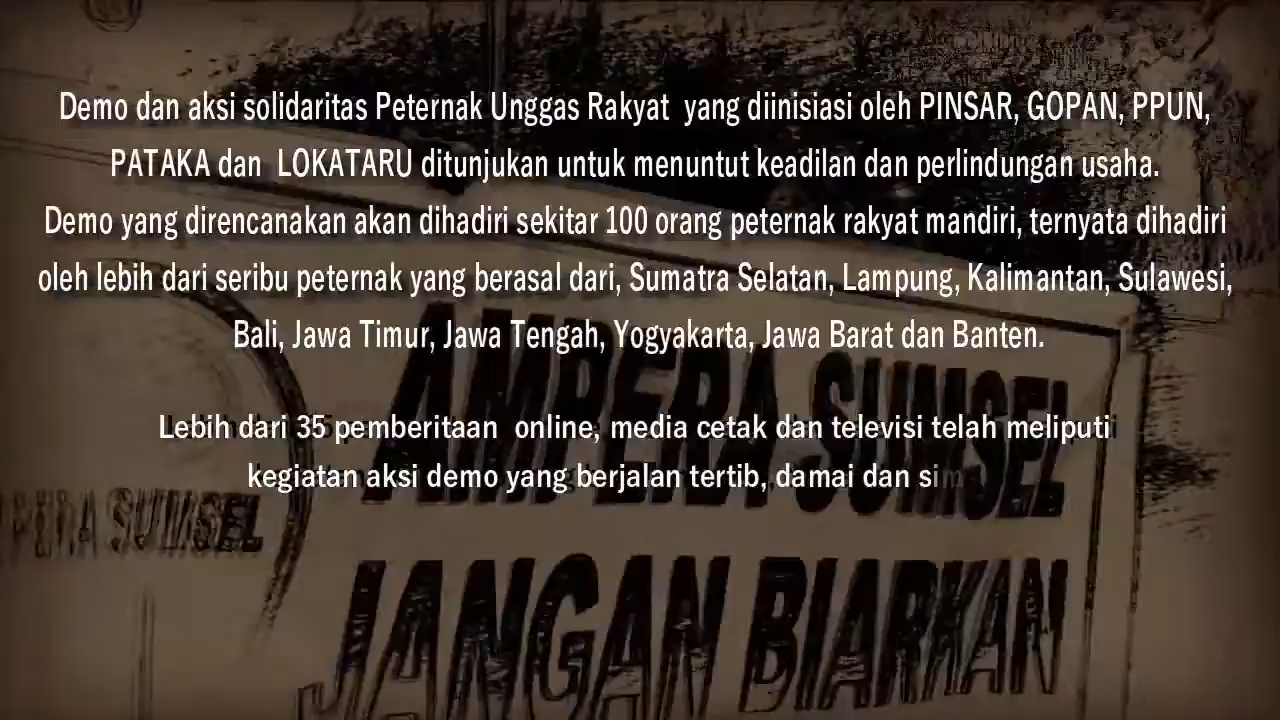 Demo dan aksi solidaritas Peternak Unggas Rakyat yang diinisiasi oleh PINSAR, GOPAN, PPUN,
PATAKA dan LOKATARU ditunjukan untuk menuntut keadilan dan perlindungan usaha.
Demo yang direncanakan akan dihadiri sekitar 100 orang peternak rakyat mandiri, ternyata dihadiri
oleh lebih dari seribu peternak yang berasal dari, Sumatra Selatan, Lampung, Kalimantan, Sulawesi,
Bali, Jawa Timur, Jawa Tengah, Yogyakarta, Jawa Barat dan Banten.
Lebih dari 35 pemberitaan online, media cetak dan televisi telah meliputi
kegiatan aksi demo yang berjalan tertib, damai dan sim
AMPERA SUMSEL
AMPERA SUMSEL
PERA SUMSEL
JANGAN BIARKAN